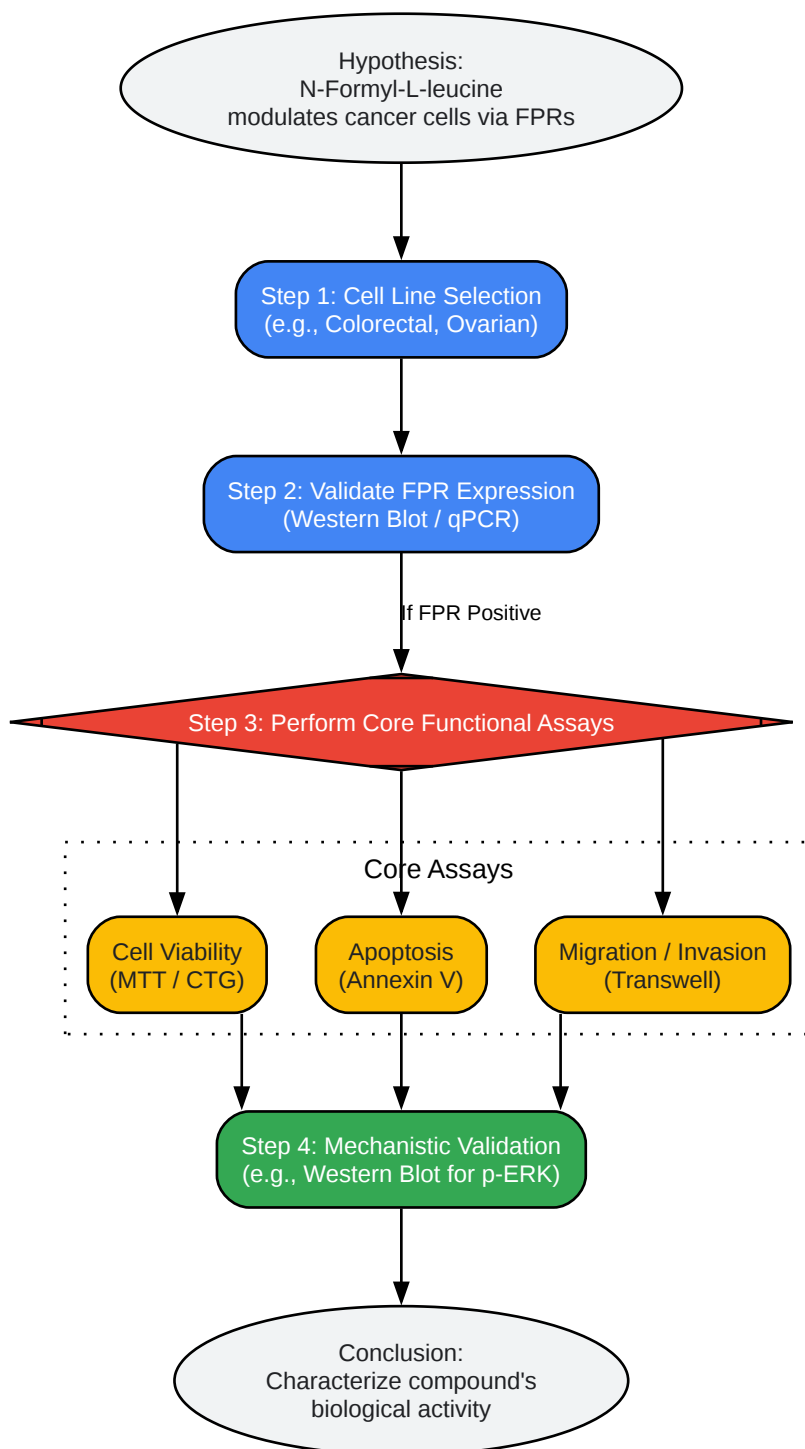 Hypothesis:
N-Formyl-L-leucine
modulates cancer cells via FPRs
Step 1: Cell Line Selection
(e.g., Colorectal, Ovarian)
Step 2: Validate FPR Expression
(Western Blot / qPCR)
If FPR Positive
Step 3: Perform Core Functional Assays
Core Assays
Cell Viability
(MTT / CTG)
Apoptosis
(Annexin V)
Migration / Invasion
(Transwell)
Step 4: Mechanistic Validation
(e.g., Western Blot for p-ERK)
Conclusion:
Characterize compound's
biological activity